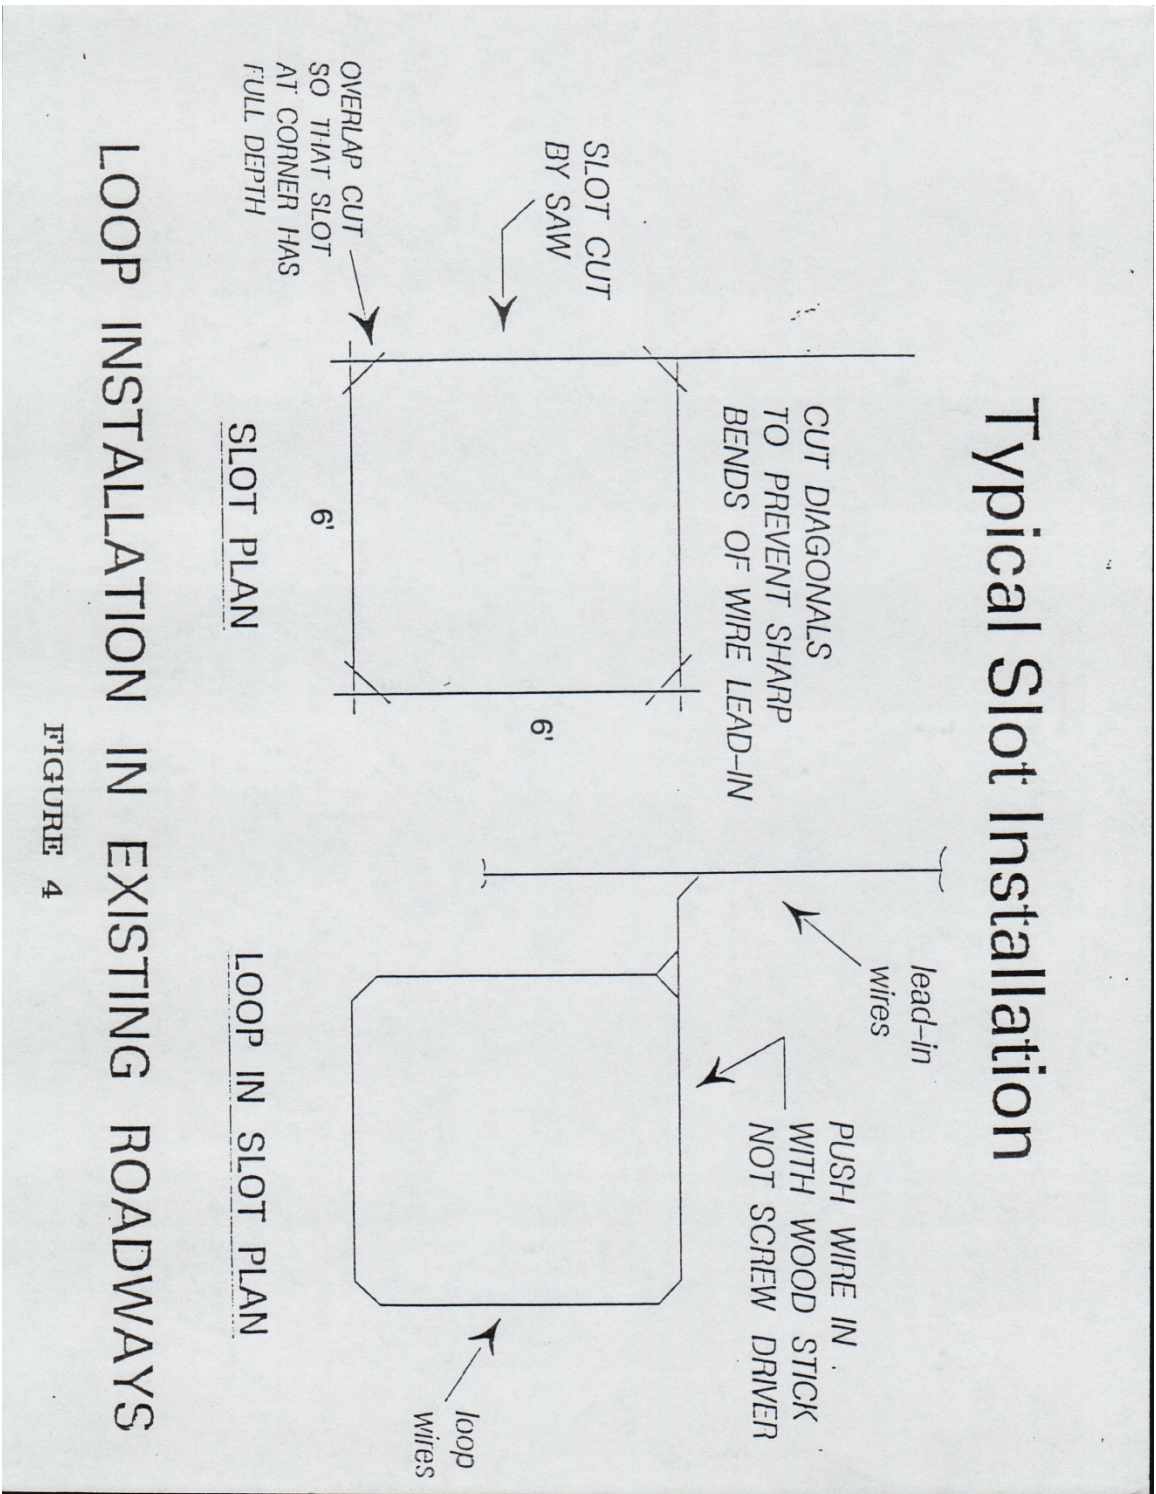 Typical Slot Installation
SLOT CUT
BY SAW
OVERLAP CUT
SO THAT SLOT
AT CORNER HAS
FULL DEPTH
CUT DIAGONALS
TO PREVENT SHARP
BENDS OF WIRE LEAD-IN
6'
6'
SLOT PLAN
lead-in
wires
PUSH WIRE IN
WITH WOOD STICK
NOT SCREW DRIVER
loop
wires
LOOP IN SLOT PLAN
LOOP INSTALLATION IN EXISTING ROADWAYS
FIGURE 4